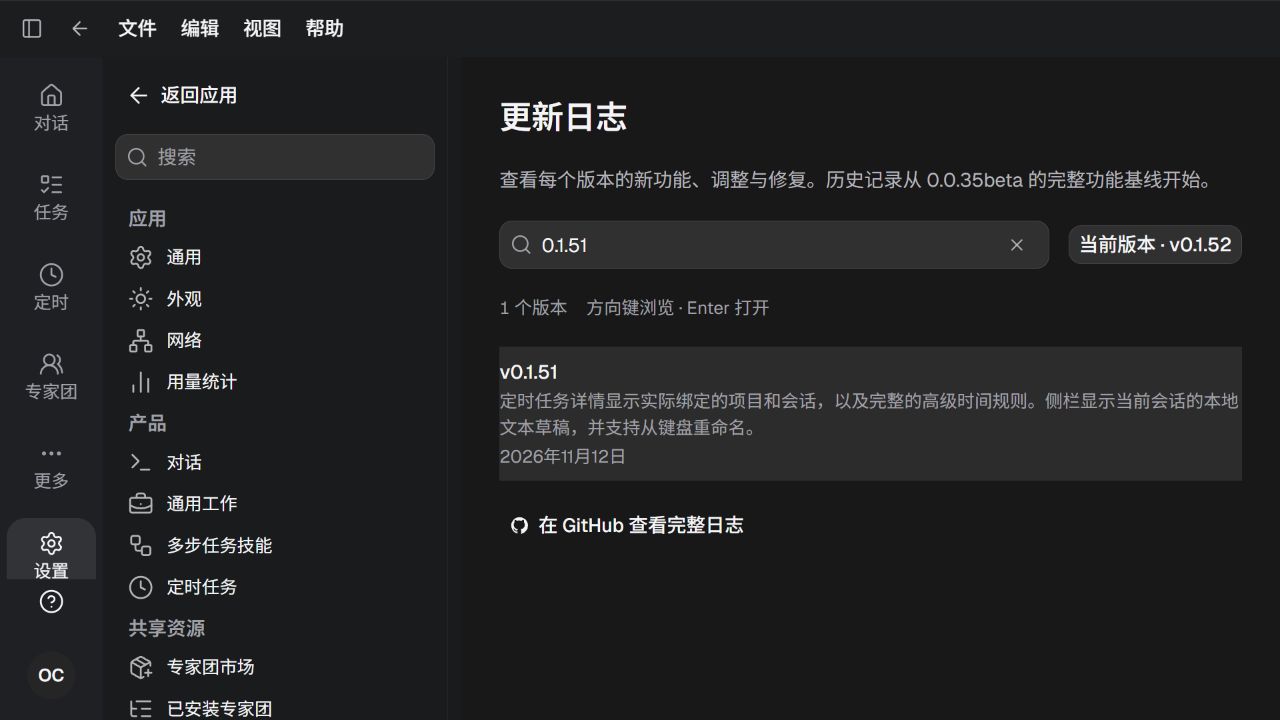 文件 编辑 视图 帮助
对话
任务
定时
专家团
更多
设置
OC
返回应用
搜索
应用
通用
外观
网络
用量统计
产品
对话
通用工作
多步任务技能
定时任务
共享资源
专家团市场
已安装专家团
更新日志
查看每个版本的新功能、调整与修复。历史记录从 0.0.35beta 的完整功能基线开始。
0.1.51
当前版本 · v0.1.52
1 个版本 方向键浏览 · Enter 打开
v0.1.51
定时任务详情显示实际绑定的项目和会话，以及完整的高级时间规则。侧栏显示当前会话的本地
文本草稿，并支持从键盘重命名。
2026年11月12日
在 GitHub 查看完整日志